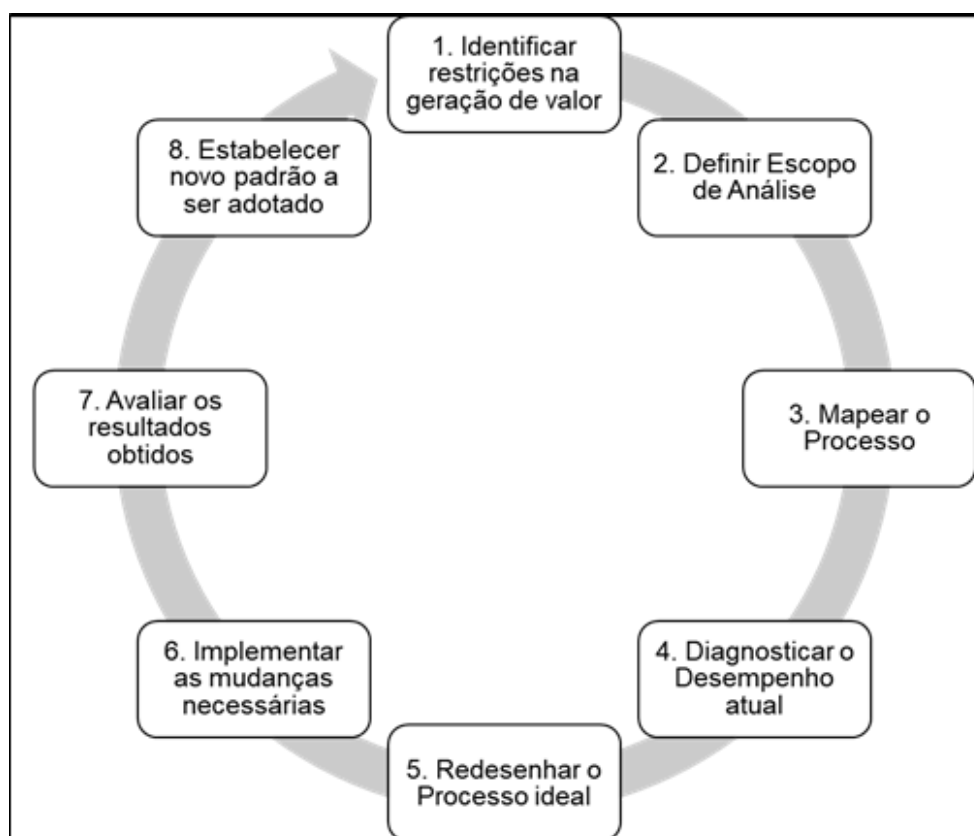 1. Identificar
restrições na
geração de valor
2. Definir Escopo
de Análise
3. Mapear o
Processo
4. Diagnosticar o
Desempenho
atual
5. Redesenhar o
Processo ideal
6. Implementar
as mudanças
necessárias
7. Avaliar os
resultados
obtidos
8. Estabelecer
novo padrão a
ser adotado